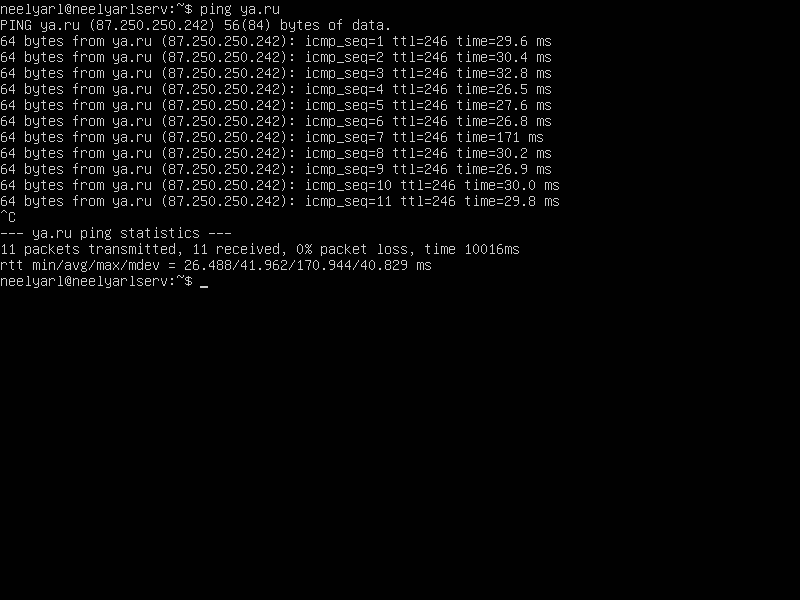 neelyarl@neelyarlserv:~$ ping ya.ru
PING ya.ru (87.250.250.242) 56(84) bytes of data.
64 bytes from ya.ru (87.250.250.242): icmp_seq=1 ttl=246 time=29.6 ms
64 bytes from ya.ru (87.250.250.242): icmp_seq=2 ttl=246 time=30.4 ms
64 bytes from ya.ru (87.250.250.242): icmp_seq=3 ttl=246 time=32.8 ms
64 bytes from ya.ru (87.250.250.242): icmp_seq=4 ttl=246 time=26.5 ms
64 bytes from ya.ru (87.250.250.242): icmp_seq=5 ttl=246 time=27.6 ms
64 bytes from ya.ru (87.250.250.242): icmp_seq=6 ttl=246 time=26.8 ms
64 bytes from ya.ru (87.250.250.242): icmp_seq=7 ttl=246 time=171 ms
64 bytes from ya.ru (87.250.250.242): icmp_seq=8 ttl=246 time=30.2 ms
64 bytes from ya.ru (87.250.250.242): icmp_seq=9 ttl=246 time=26.9 ms
64 bytes from ya.ru (87.250.250.242): icmp_seq=10 ttl=246 time=30.0 ms
64 bytes from ya.ru (87.250.250.242): icmp_seq=11 ttl=246 time=29.8 ms
^C
--- ya.ru ping statistics ---
11 packets transmitted, 11 received, 0% packet loss, time 10016ms
rtt min/avg/max/mdev = 26.488/41.962/170.944/40.829 ms
neelyarl@neelyarlserv:~$ _